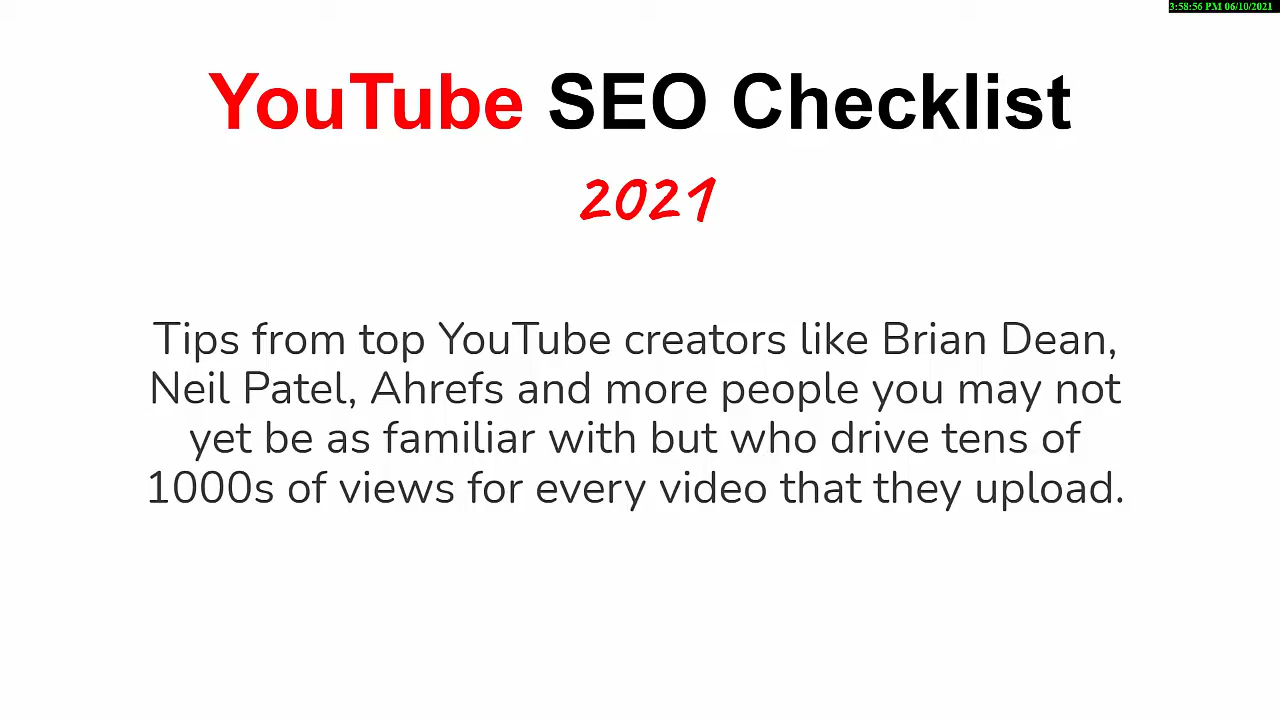 3:58:56 PM 06/10/2021
YouTube SEO Checklist
2021
Tips from top YouTube creators like Brian Dean,
Neil Patel, Ahrefs and more people you may not
yet be as familiar with but who drive tens of
1000s of views for every video that they upload.